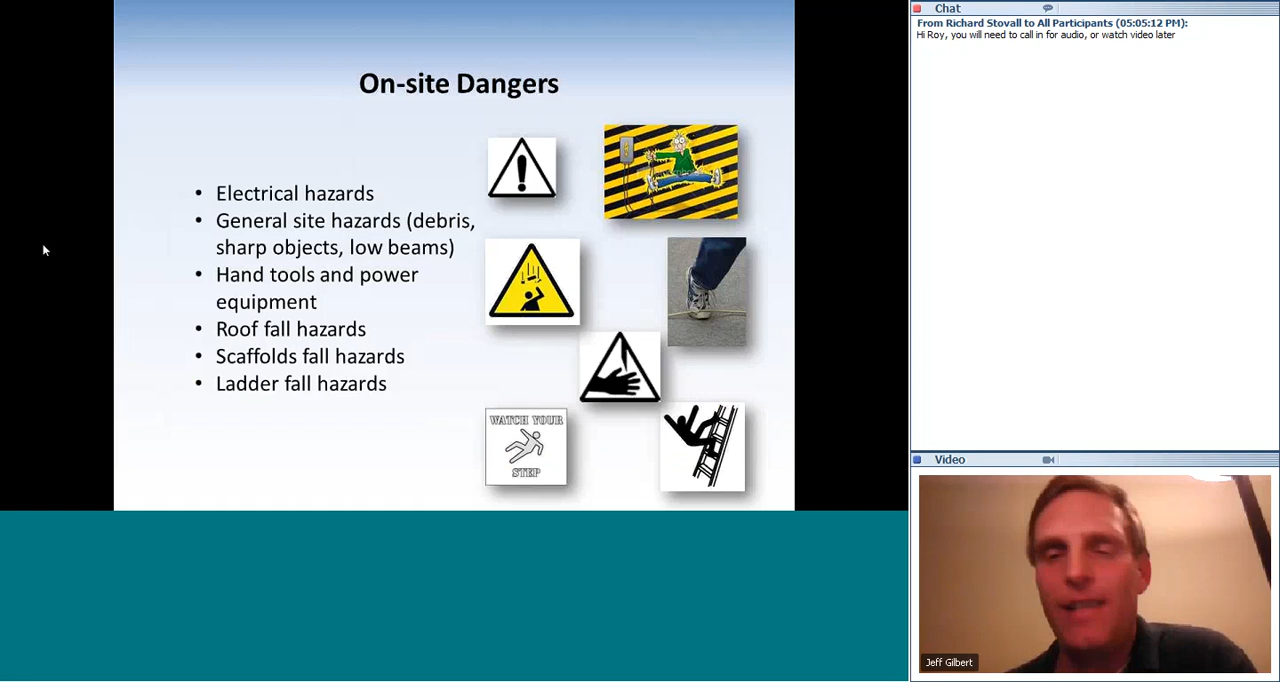 On-site Dangers
• Electrical hazards
• General site hazards (debris,
sharp objects, low beams)
• Hand tools and power
equipment
• Roof fall hazards
• Scaffolds fall hazards
• Ladder fall hazards
WATCH YOUR
STEP
Chat
From Richard Stovall to All Participants (05:05:12 PM):
Hi Roy, you will need to call in for audio, or watch video later
Video
Jeff Gilbert